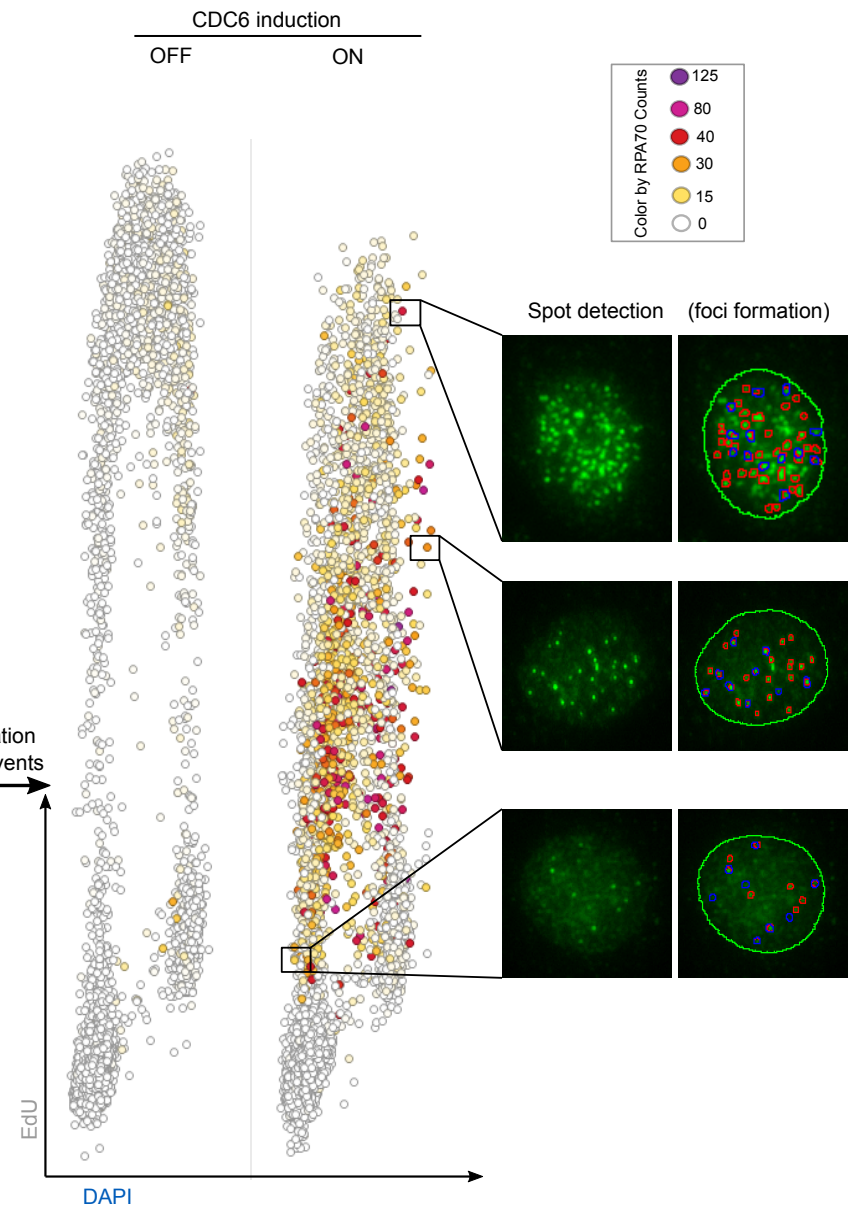 CDC6 induction
OFF
ON
Color by RPA70 Counts
125
80
40
30
15
0
Spot detection
(foci formation)
EdU
DAPI